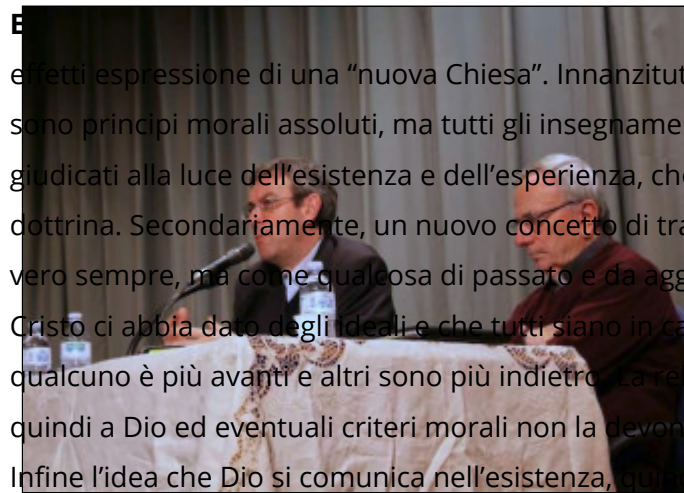 E
effetti espressione di una “nuova Chiesa”. Innanzitut
sono principi morali assoluti, ma tutti gli insegname
giudicati alla luce dell’esistenza e dell’esperienza, che
dottrina. Secondariamente, un nuovo concetto di tra
vero sempre, ma come qualcosa di passato e da agg
Cristo ci abbia dato degli ideali e che tutti siano in ca
qualcuno è più avanti e altri sono più indietro. La re
quindi a Dio ed eventuali criteri morali non la devon
Infine l’idea che Dio si comunica nell’esistenza, quin